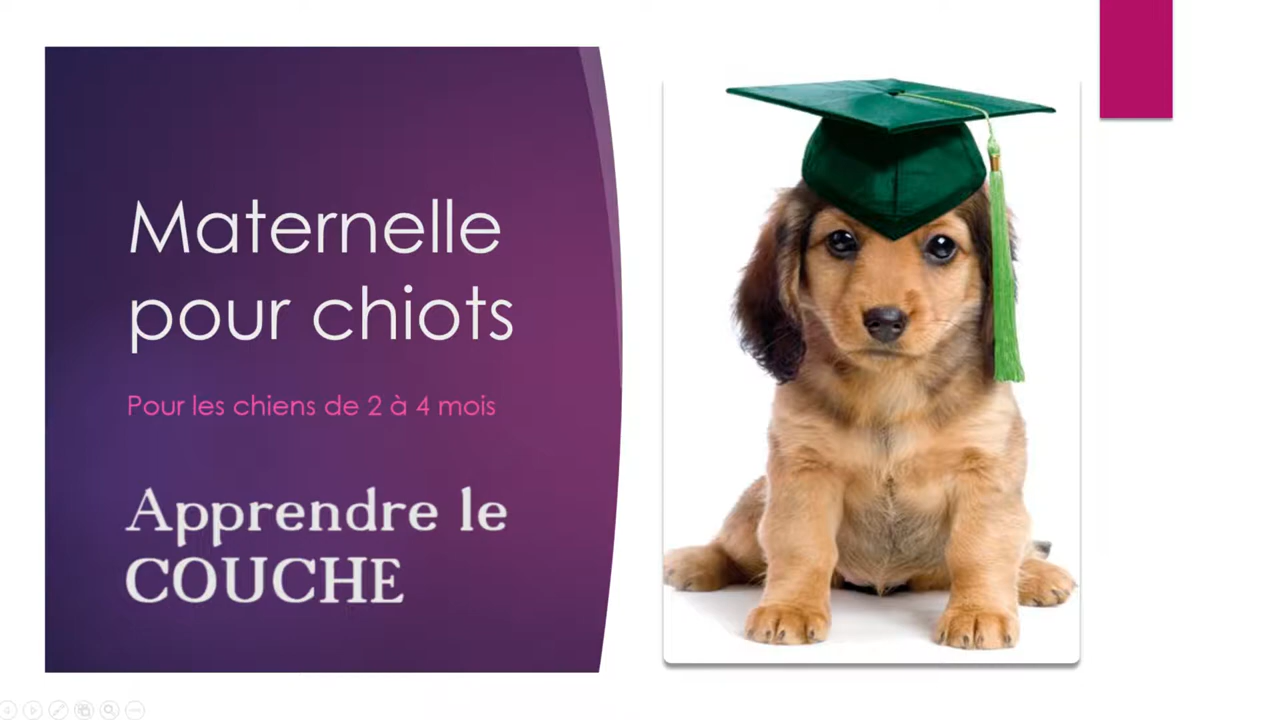 Maternelle
pour chiots
Pour les chiens de 2 à 4 mois
Apprendre le
COUCHE